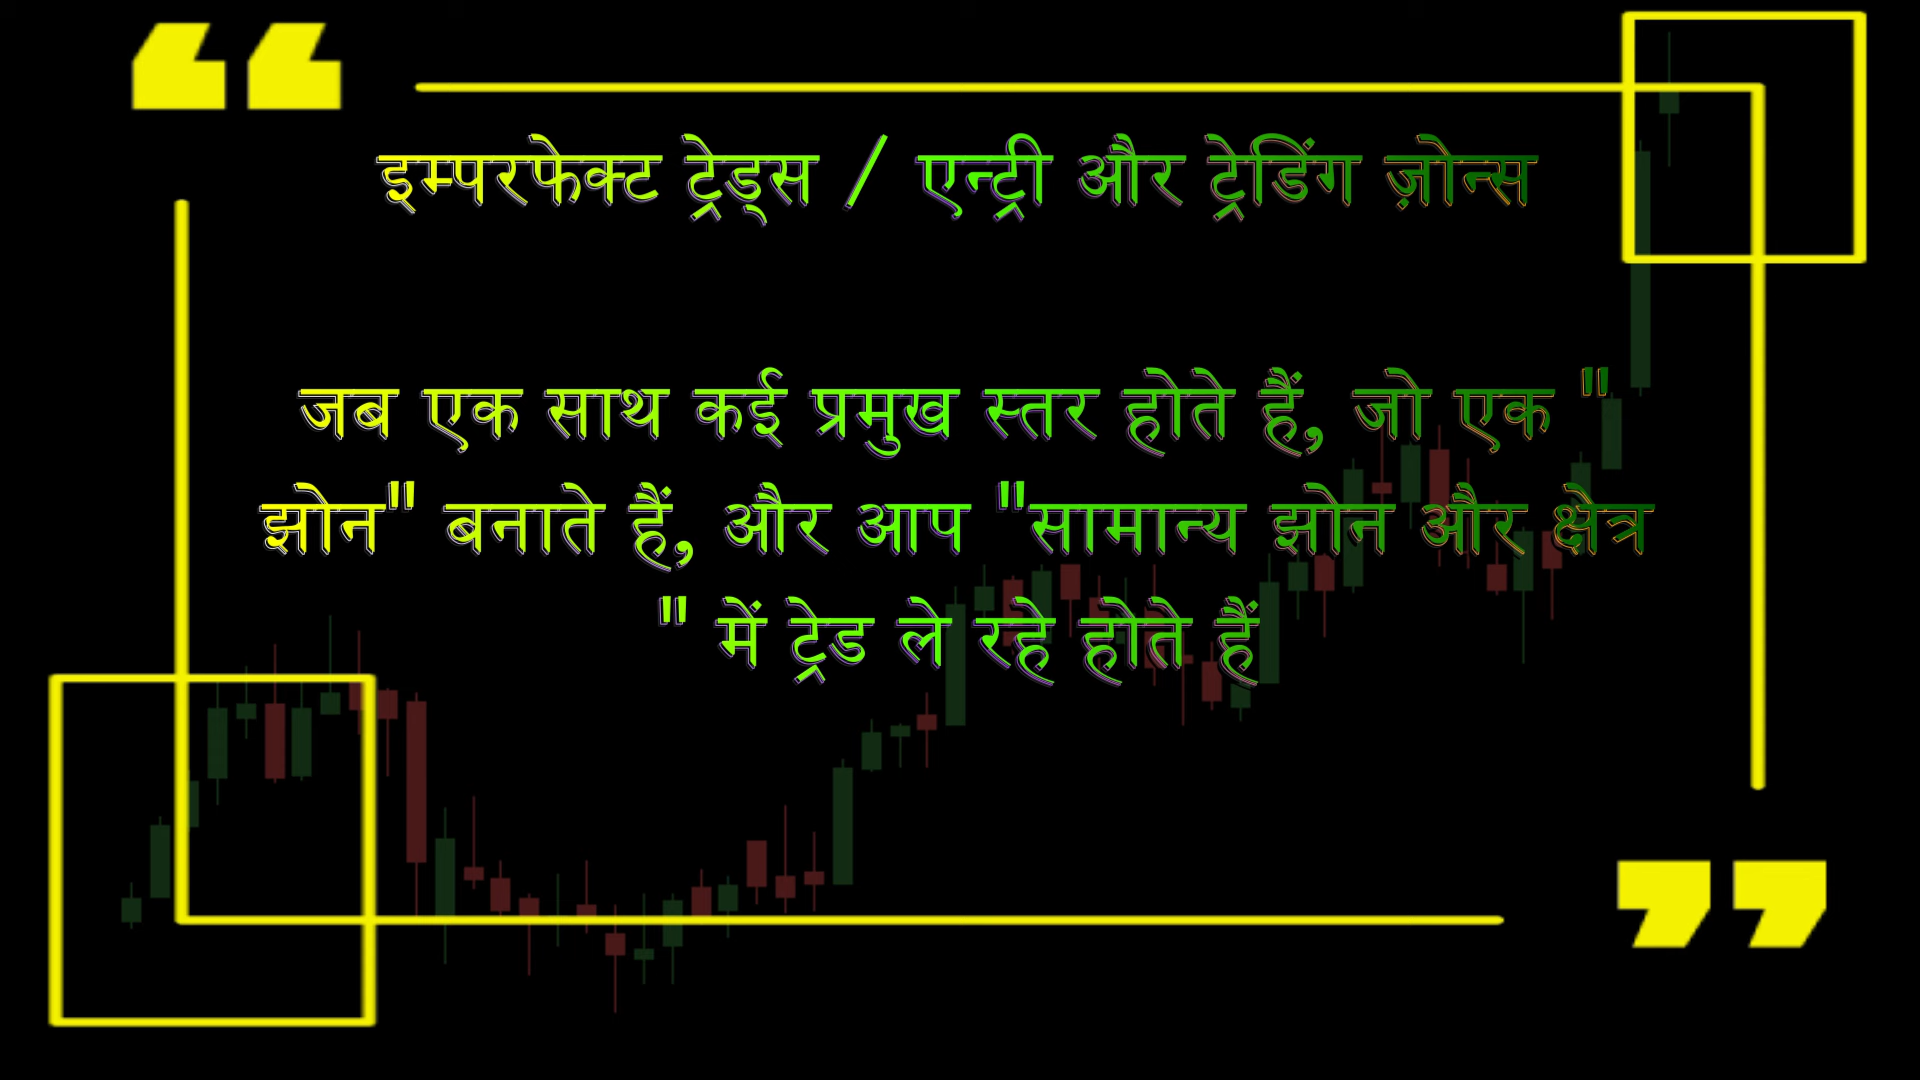 इम्परफेक्ट ट्रेड्स / एन्ट्री और ट्रेडिंग ज़ोन्स
जब एक साथ कई प्रमुख स्तर होते हैं, जो एक "
झोन" बनाते हैं, और आप "सामान्य झोन और क्षेत्र
" में ट्रेड ले रहे होते हैं